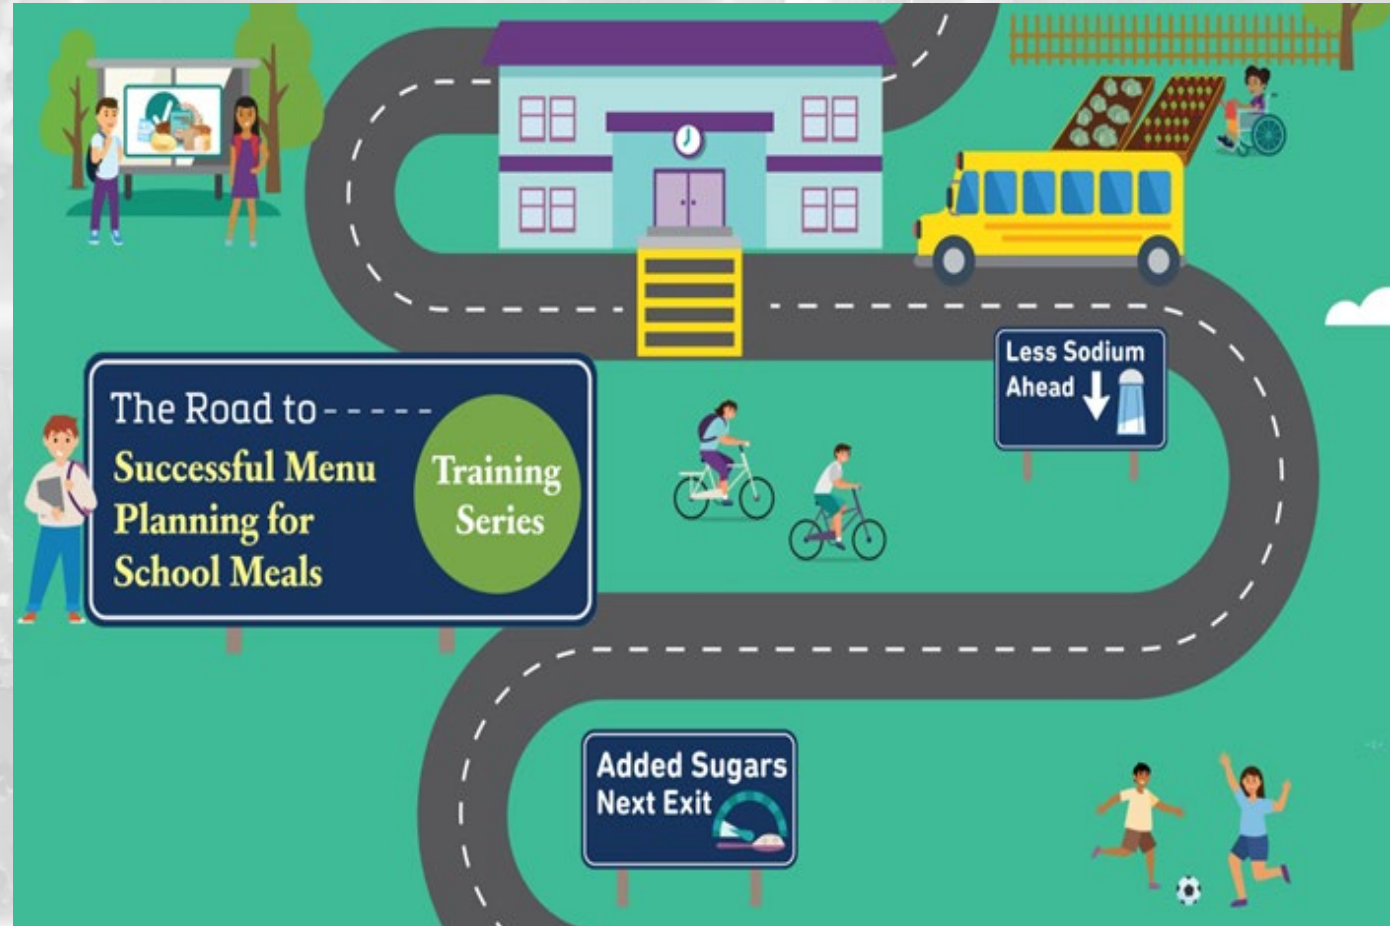 Less Sodium
Ahead
The Road to-----
Successful Menu
Planning for
School Meals
Training
Series
Added Sugars
Next Exit